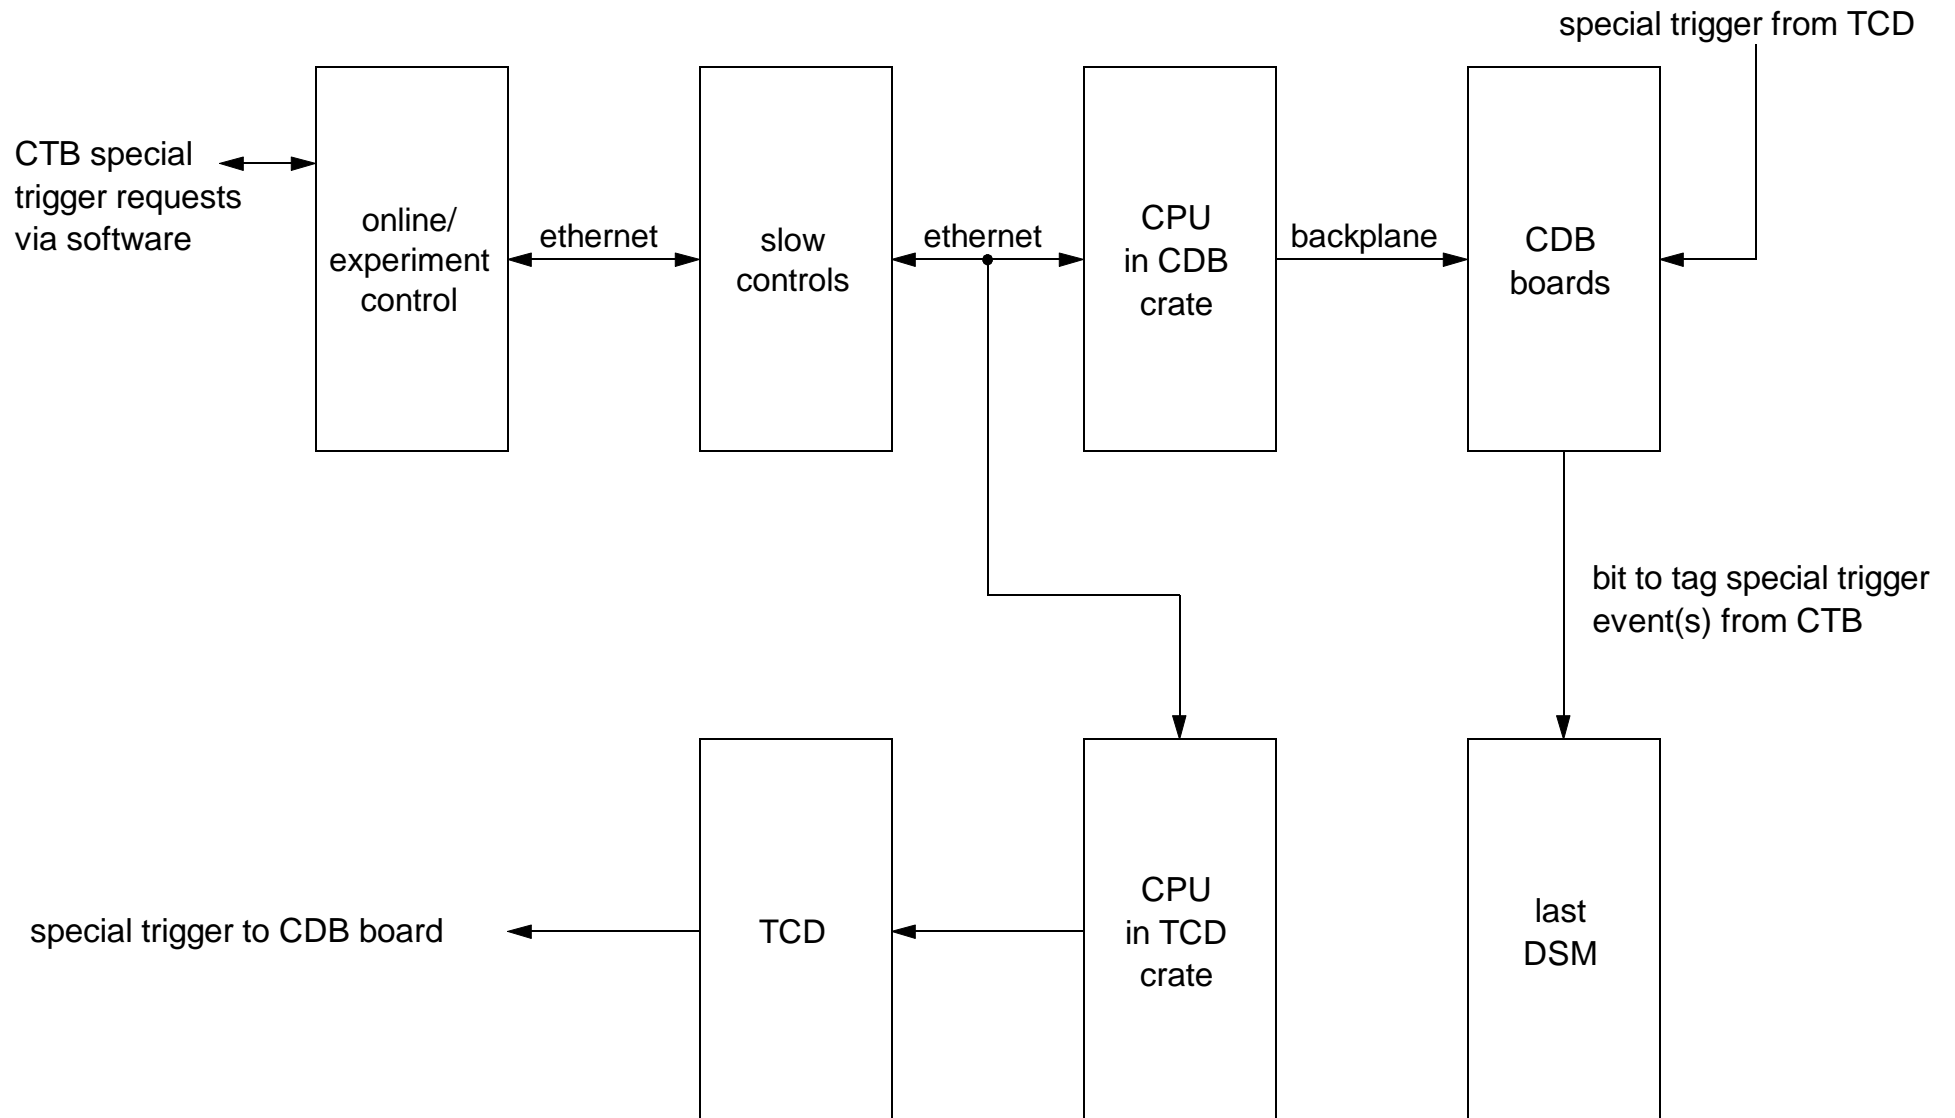 special trigger from TCD
CTB special
trigger requests
via software
online/
experiment
control
ethernet
slow
controls
ethernet
CPU
in CDB
crate
backplane
CDB
boards
bit to tag special trigger
event(s) from CTB
special trigger to CDB board
TCD
CPU
in TCD
crate
last
DSM